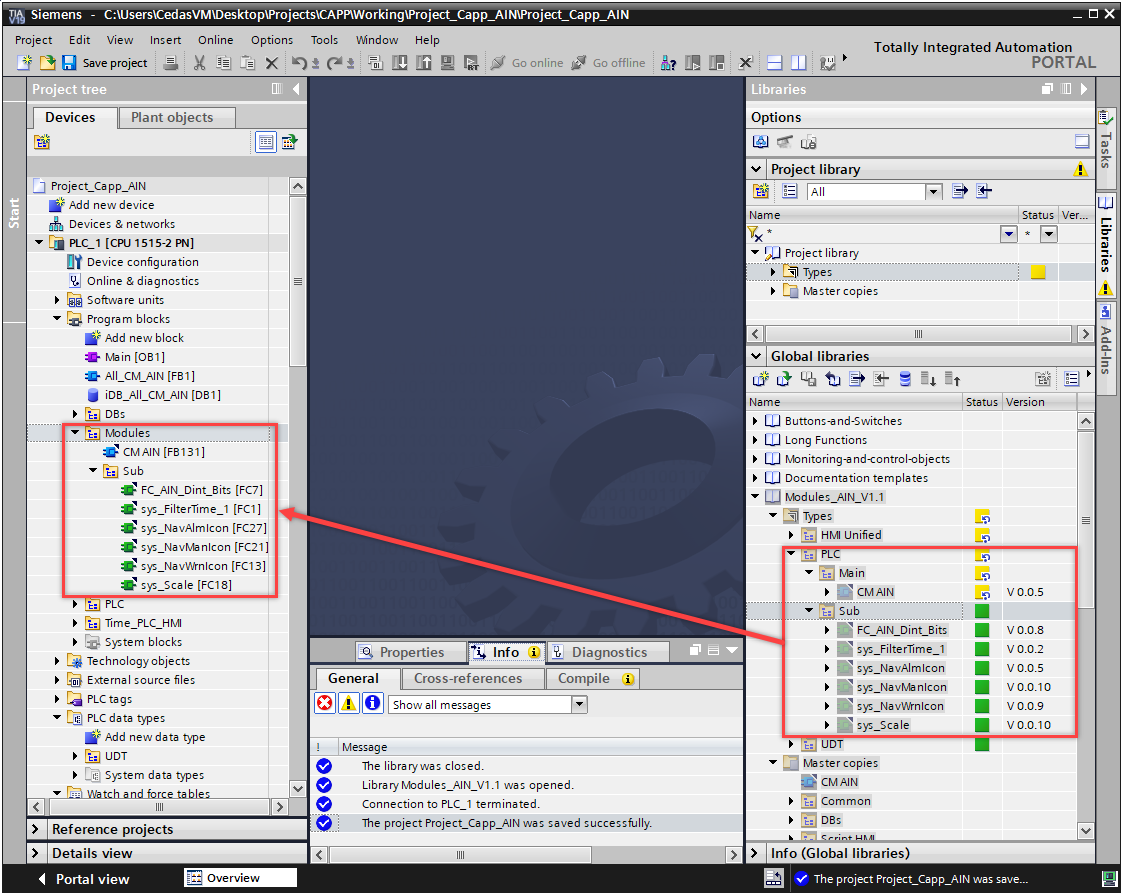 Siemens - C:\Users\CedasVM\Desktop\Projects\CAPP\Working\Project_Capp_AIN\Project_Capp_AIN
Project Edit View Insert Online Options Tools Window Help
Totally Integrated Automation
PORTAL
Save project
Go online
Go offline
Start
Project tree
Devices
Plant objects
Project_Capp_AIN
Add new device
Devices & networks
PLC_1 [CPU 1515-2 PN]
Device configuration
Online & diagnostics
Software units
Program blocks
Add new block
Main [OB1]
All_CM_AIN [FB1]
iDB_All_CM_AIN [DB1]
DBs
Modules
CM AIN [FB131]
Sub
FC_AIN_Dint_Bits [FC7]
sys_FilterTime_1 [FC1]
sys_NavAlmIcon [FC27]
sys_NavManIcon [FC21]
sys_NavWrnIcon [FC13]
sys_Scale [FC18]
PLC
Time_PLC_HMI
System blocks
Technology objects
External source files
PLC tags
PLC data types
Add new data type
UDT
System data types
Watch and force tables
Reference projects
Details view
Properties
Info
Diagnostics
General
Cross-references
Compile
Show all messages
! Message
The library was closed.
Library Modules_AIN_V1.1 was opened.
Connection to PLC_1 terminated.
The project Project_Capp_AIN was saved successfully.
Libraries
Options
Project library
All
Name Status Ver...
* *
Project library
Types
Master copies
Global libraries
Name Status Version
Buttons-and-Switches
Long Functions
Monitoring-and-control-objects
Documentation templates
Modules_AIN_V1.1
Types
HMI Unified
PLC
Main
CM AIN V 0.0.5
Sub
FC_AIN_Dint_Bits V 0.0.8
sys_FilterTime_1 V 0.0.2
sys_NavAlmIcon V 0.0.5
sys_NavManIcon V 0.0.10
sys_NavWrnIcon V 0.0.9
sys_Scale V 0.0.10
UDT
Master copies
CM AIN
Common
DBs
Script HMI
Info (Global libraries)
Tasks
Libraries
Add-Ins
Portal view
Overview
The project Project_Capp_AIN was save...